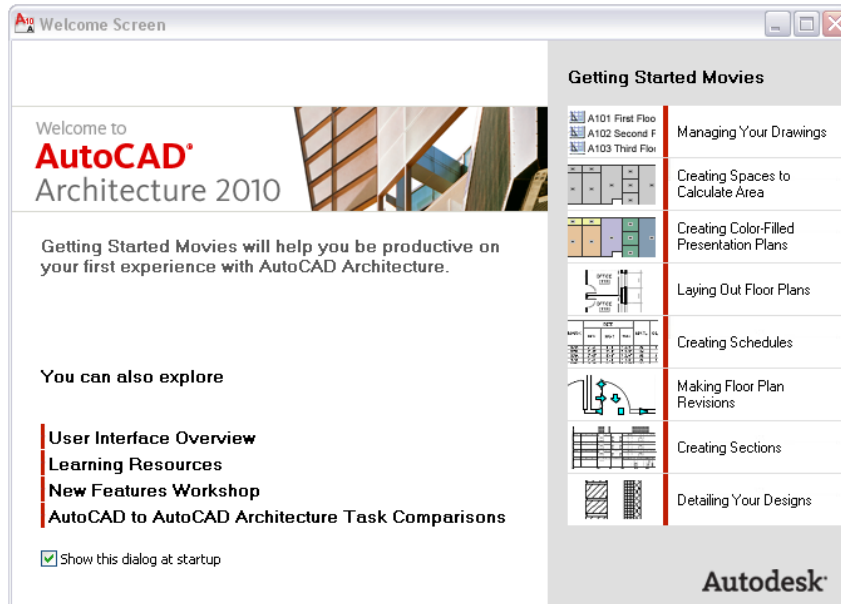 Welcome Screen
Getting Started Movies
Welcome to
AutoCAD®
Architecture 2010
Getting Started Movies will help you be productive on
your first experience with AutoCAD Architecture.
You can also explore
User Interface Overview
Learning Resources
New Features Workshop
AutoCAD to AutoCAD Architecture Task Comparisons
Show this dialog at startup
A101 First Floo
A102 Second F
A103 Third Floo
Managing Your Drawings
Creating Spaces to
Calculate Area
Creating Color-Filled
Presentation Plans
OFFICE
OFFICE
Laying Out Floor Plans
Creating Schedules
Making Floor Plan
Revisions
Creating Sections
Detailing Your Designs
Autodesk